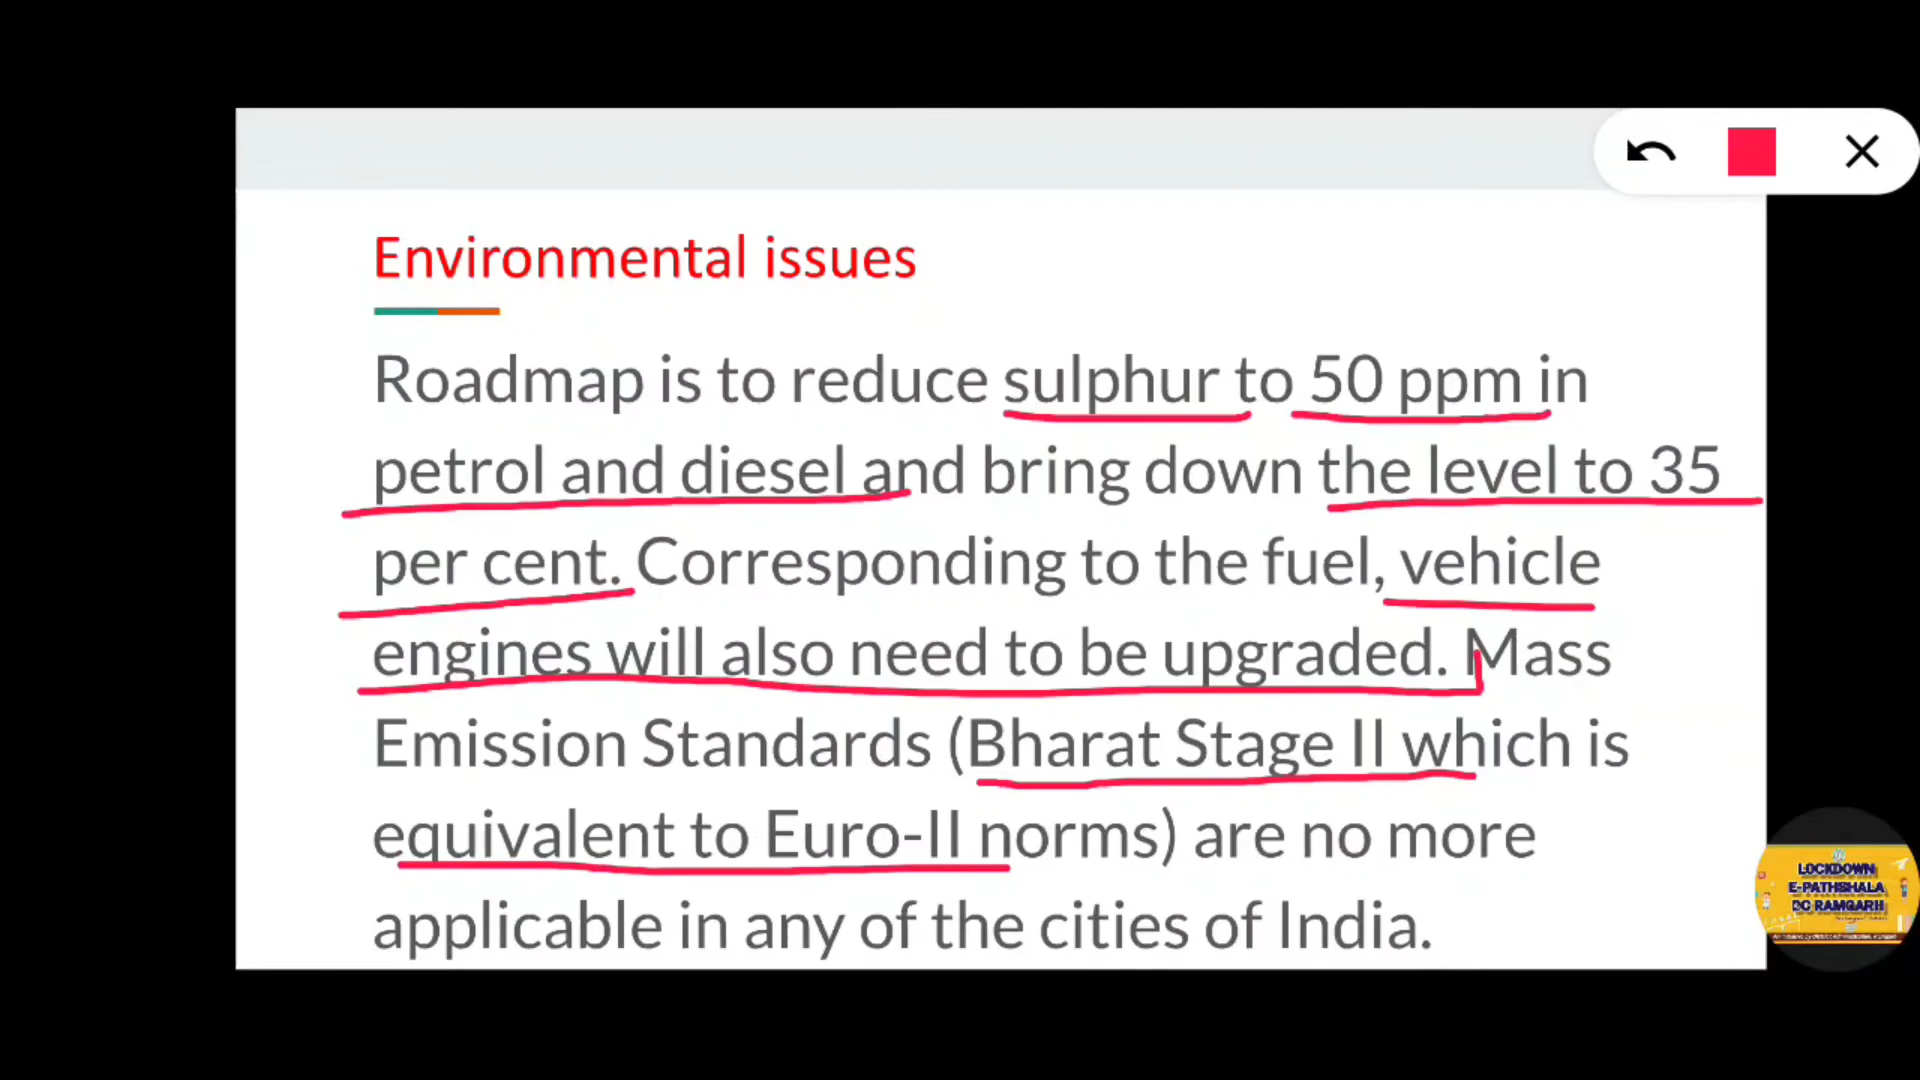 Environmental issues
Roadmap is to reduce sulphur to 50 ppm in
petrol and diesel and bring down the level to 35
per cent. Corresponding to the fuel, vehicle
engines will also need to be upgraded. Mass
Emission Standards (Bharat Stage II which is
equivalent to Euro-II norms) are no more
applicable in any of the cities of India.
LOCKDOWN
E-PATHSHALA
DC RAMGARH